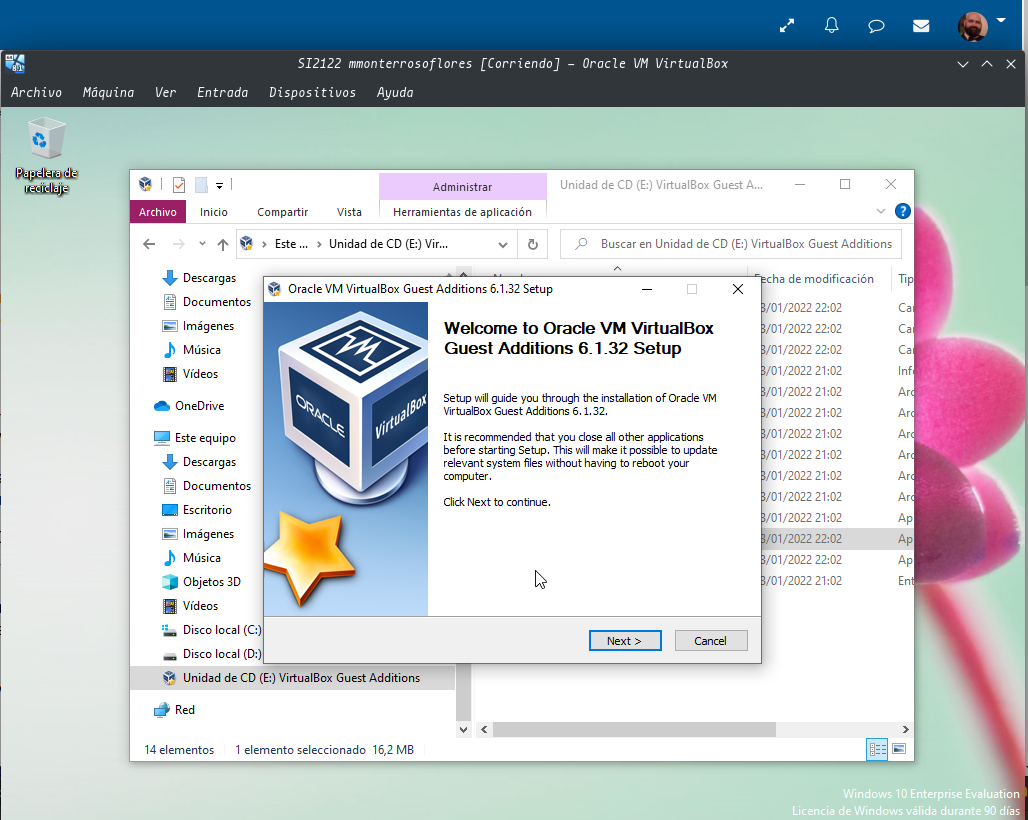 SI2122 mmonterrosoflores [Corriendo] – Oracle VM VirtualBox
Archivo Máquina Ver Entrada Dispositivos Ayuda
Papelera de
reciclaje
Administrar
Unidad de CD (E:) VirtualBox Guest A...
Archivo Inicio Compartir Vista Herramientas de aplicación
Este ... Unidad de CD (E:) Vir...
Buscar en Unidad de CD (E:) VirtualBox Guest Additions
Descargas
Documentos
Imágenes
Música
Vídeos
OneDrive
Este equipo
Descargas
Documentos
Escritorio
Imágenes
Música
Objetos 3D
Vídeos
Disco local (C:)
Disco local (D:)
Unidad de CD (E:) VirtualBox Guest Additions
Red
echa de modificación Tip
3/01/2022 22:02 Car
3/01/2022 22:02 Car
3/01/2022 22:02 Car
3/01/2022 21:02 Inf
3/01/2022 21:02 Arc
3/01/2022 21:02 Arc
3/01/2022 21:02 Arc
3/01/2022 21:02 Arc
3/01/2022 21:02 Arc
3/01/2022 21:02 Arc
3/01/2022 21:02 Ap
3/01/2022 22:02 Ap
3/01/2022 22:02 Ap
3/01/2022 21:02 Ent
Oracle VM VirtualBox Guest Additions 6.1.32 Setup
ORACLE
VirtualBox
Welcome to Oracle VM VirtualBox
Guest Additions 6.1.32 Setup
Setup will guide you through the installation of Oracle VM
VirtualBox Guest Additions 6.1.32.
It is recommended that you close all other applications
before starting Setup. This will make it possible to update
relevant system files without having to reboot your
computer.
Click Next to continue.
Next > Cancel
14 elementos 1 elemento seleccionado 16,2 MB
Windows 10 Enterprise Evaluation
Licencia de Windows válida durante 90 días